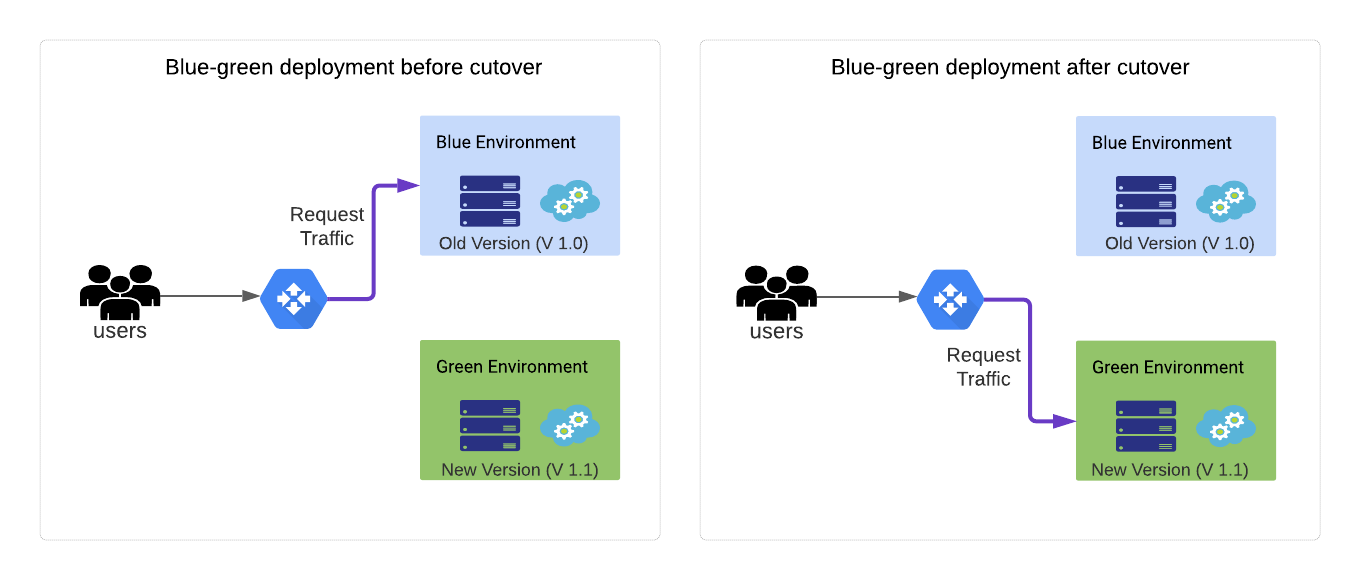 Blue-green deployment before cutover
Blue Environment
Old Version (V 1.0)
Request
Traffic
users
Green Environment
New Version (V 1.1)
Blue-green deployment after cutover
Blue Environment
Old Version (V 1.0)
users
Request
Traffic
Green Environment
New Version (V 1.1)